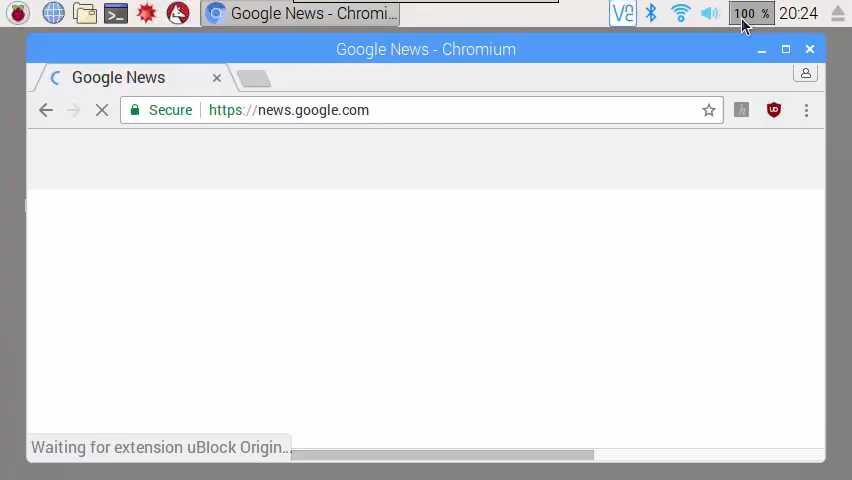 Google News - Chromi...
100 %
20:24
Google News - Chromium
Google News
Secure https://news.google.com
Waiting for extension uBlock Origin...